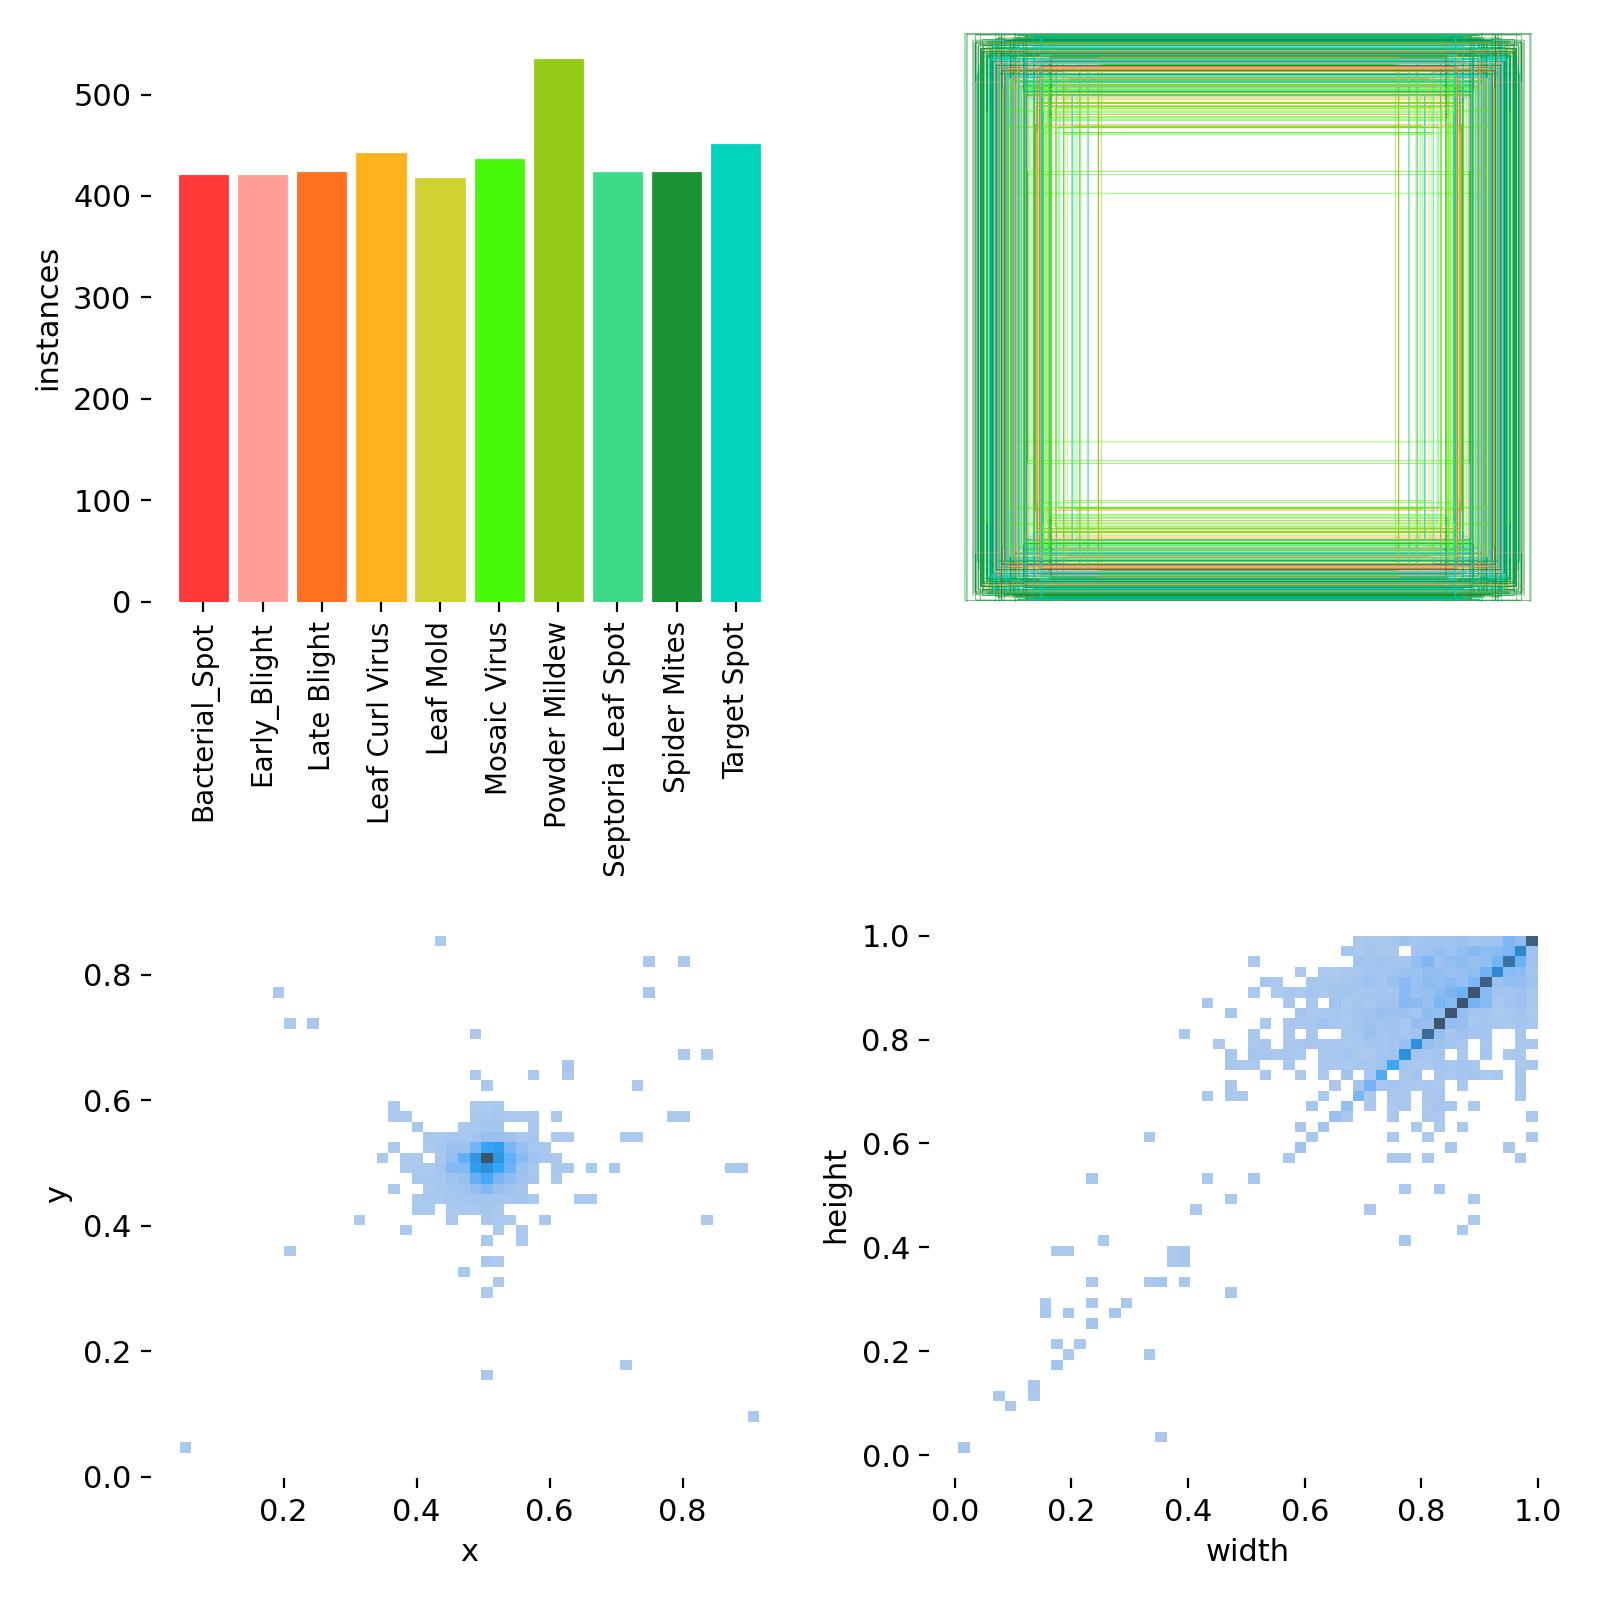 instances
500
400
300
200
100
0
Bacterial_Spot
Early_Blight
Late Blight
Leaf Curl Virus
Leaf Mold
Mosaic Virus
Powder Mildew
Septoria Leaf Spot
Spider Mites
Target Spot
y
0.8
0.6
0.4
0.2
0.0
0.2 0.4 0.6 0.8
x
height
1.0
0.8
0.6
0.4
0.2
0.0
0.0 0.2 0.4 0.6 0.8 1.0
width